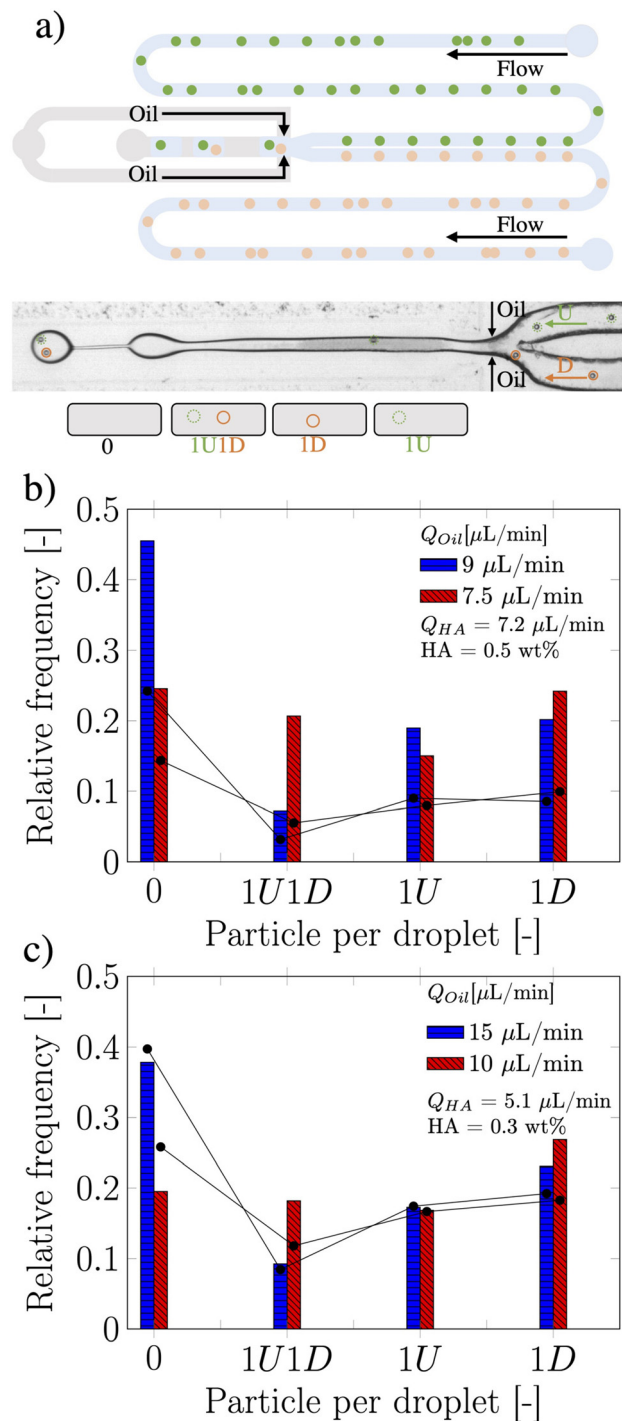 a)
Flow
Oil
Oil
Flow
Oil
U
Oil
D
0
1U1D
1D
1U
b)
Relative frequency [-]
0.5
0.4
0.3
0.2
0.1
0
Q_Oil[μL/min]
9 μL/min
7.5 μL/min
Q_HA = 7.2 μL/min
HA = 0.5 wt%
0 1U1D 1U 1D
Particle per droplet [-]
c)
Relative frequency [-]
0.5
0.4
0.3
0.2
0.1
0
Q_Oil[μL/min]
15 μL/min
10 μL/min
Q_HA = 5.1 μL/min
HA = 0.3 wt%
0 1U1D 1U 1D
Particle per droplet [-]